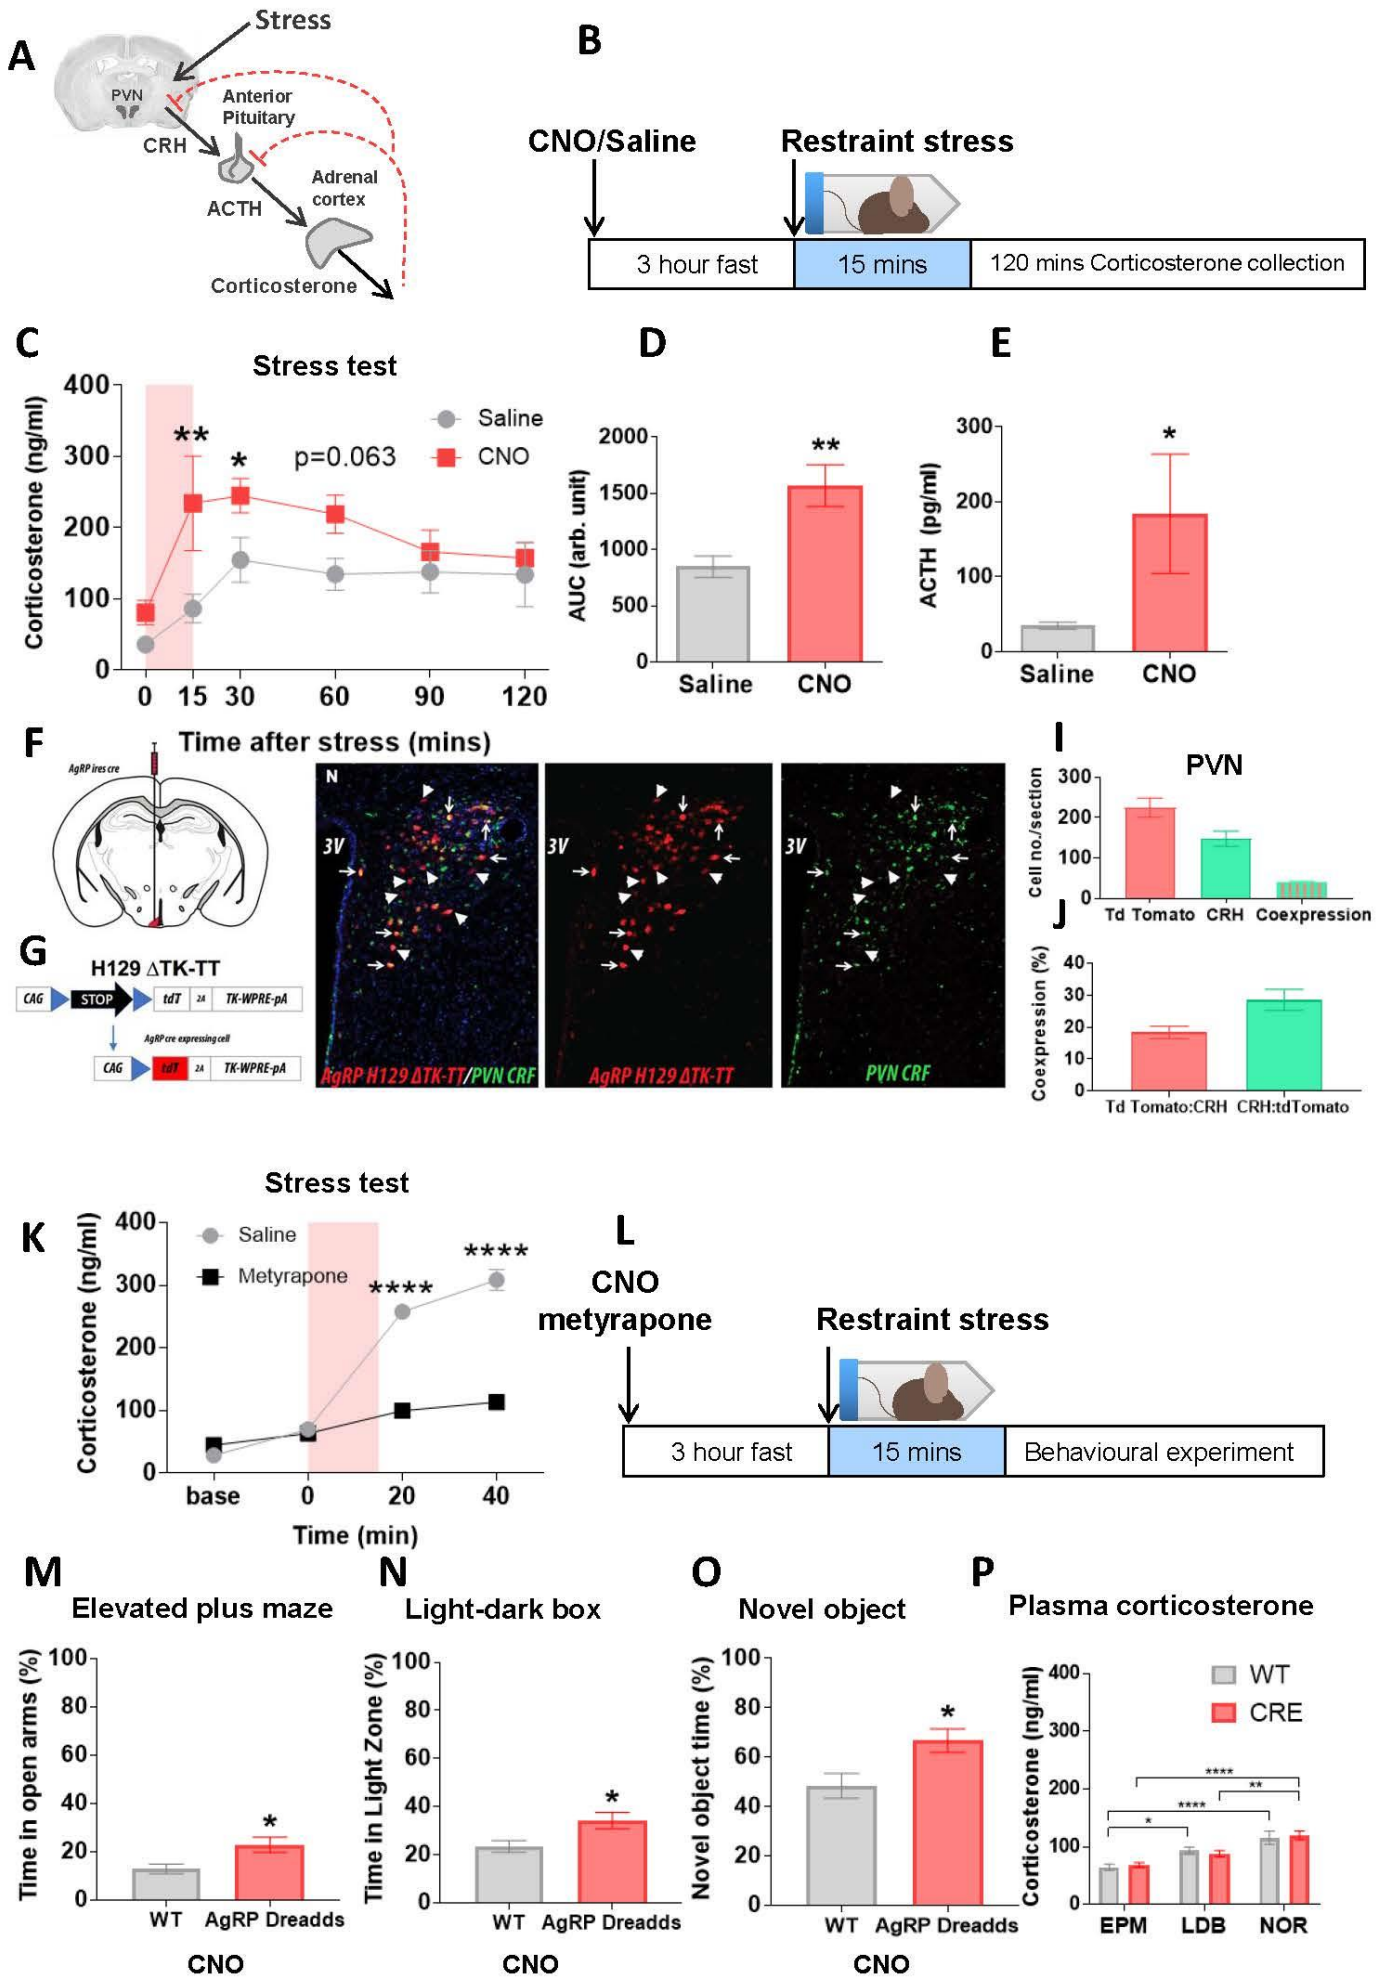 A
Stress
PVN
CRH
Anterior
Pituitary
ACTH
Adrenal
cortex
Corticosterone
B
CNO/Saline
Restraint stress
3 hour fast
15 mins
120 mins Corticosterone collection
C
Stress test
Corticosterone (ng/ml)
400
300
200
100
0
**
*
p=0.063
Saline
CNO
0 15 30 60 90 120
Time after stress (mins)
D
AUC (arb. unit)
2000
1500
1000
500
0
**
Saline CNO
E
ACTH (pg/ml)
300
200
100
0
*
Saline CNO
F
AgRP ires cre
N
3V
AgRP H129 ΔTK-TT/PVN CRF
3V
AgRP H129 ΔTK-TT
3V
PVN CRF
G
H129 ΔTK-TT
CAG STOP tdT 2A TK-WPRE-pA
AgRP cre expressing cell
CAG tdT 2A TK-WPRE-pA
I
PVN
Cell no./section
300
200
100
0
Td Tomato CRH Coexpression
J
Coexpression (%)
40
30
20
10
0
Td Tomato:CRH CRH:tdTomato
K
Stress test
Corticosterone (ng/ml)
400
300
200
100
0
Saline
Metyrapone
****
****
base 0 20 40
Time (min)
L
CNO
metyrapone
Restraint stress
3 hour fast
15 mins
Behavioural experiment
M
Elevated plus maze
Time in open arms (%)
100
80
60
40
20
0
*
WT AgRP Dreadds
CNO
N
Light-dark box
Time in Light Zone (%)
100
80
60
40
20
0
*
WT AgRP Dreadds
CNO
O
Novel object
Novel object time (%)
100
80
60
40
20
0
*
WT AgRP Dreadds
CNO
P
Plasma corticosterone
Corticosterone (ng/ml)
400
300
200
100
0
WT
CRE
****
**
****
*
EPM LDB NOR